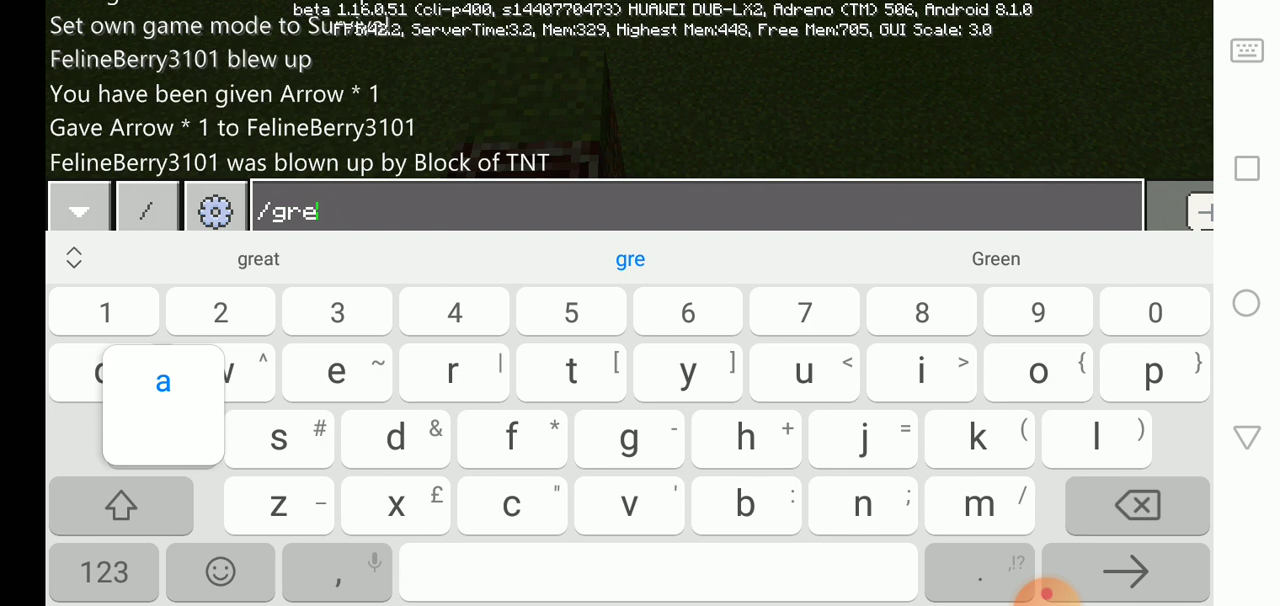 beta 1.16.0.51 (cli-p400, s1440770473) HUAWEI DUB-LX2, Adreno (TM) 506, Android 8.1.0
Set own game mode to Survival
ServerTime:3.2, Mem:329, Highest Mem:448, Free Mem:705, GUI Scale: 3.0
FelineBerry3101 blew up
You have been given Arrow * 1
Gave Arrow * 1 to FelineBerry3101
FelineBerry3101 was blown up by Block of TNT
/ /gre
great gre Green
1 2 3 4 5 6 7 8 9 0
e ~ r | t [ y ] u < i > o { p }
a s # d & f * g - h + j = k ( l )
z _ x £ c " v ' b : n ; m /
123 , . ,!?